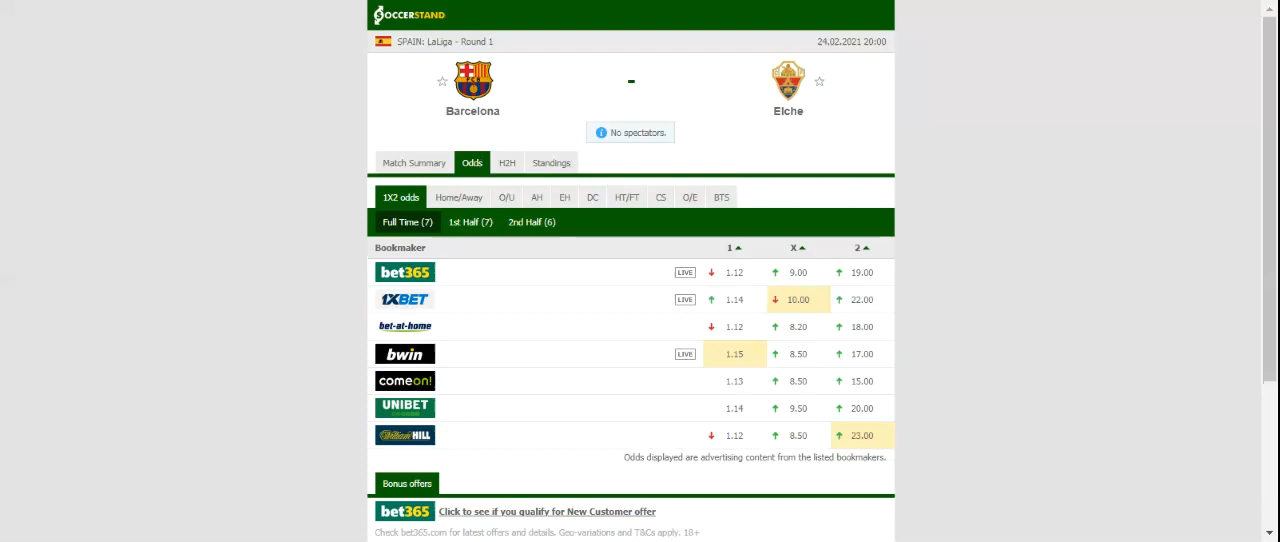 SOCCERSTAND
SPAIN: LaLiga - Round 1 24.02.2021 20:00
FCB
-
Barcelona Elche
No spectators.
Match Summary Odds H2H Standings
1X2 odds Home/Away O/U AH EH DC HT/FT CS O/E BTS
Full Time (7) 1st Half (7) 2nd Half (6)
Bookmaker 1 X 2
bet365 LIVE 1.12 9.00 19.00
1XBET LIVE 1.14 10.00 22.00
bet-at-home 1.12 8.20 18.00
bwin LIVE 1.15 8.50 17.00
comeon! 1.13 8.50 15.00
UNIBET 1.14 9.50 20.00
William HILL 1.12 8.50 23.00
Odds displayed are advertising content from the listed bookmakers.
Bonus offers
bet365 Click to see if you qualify for New Customer offer
Check bet365.com for latest offers and details. Geo-variations and T&Cs apply. 18+